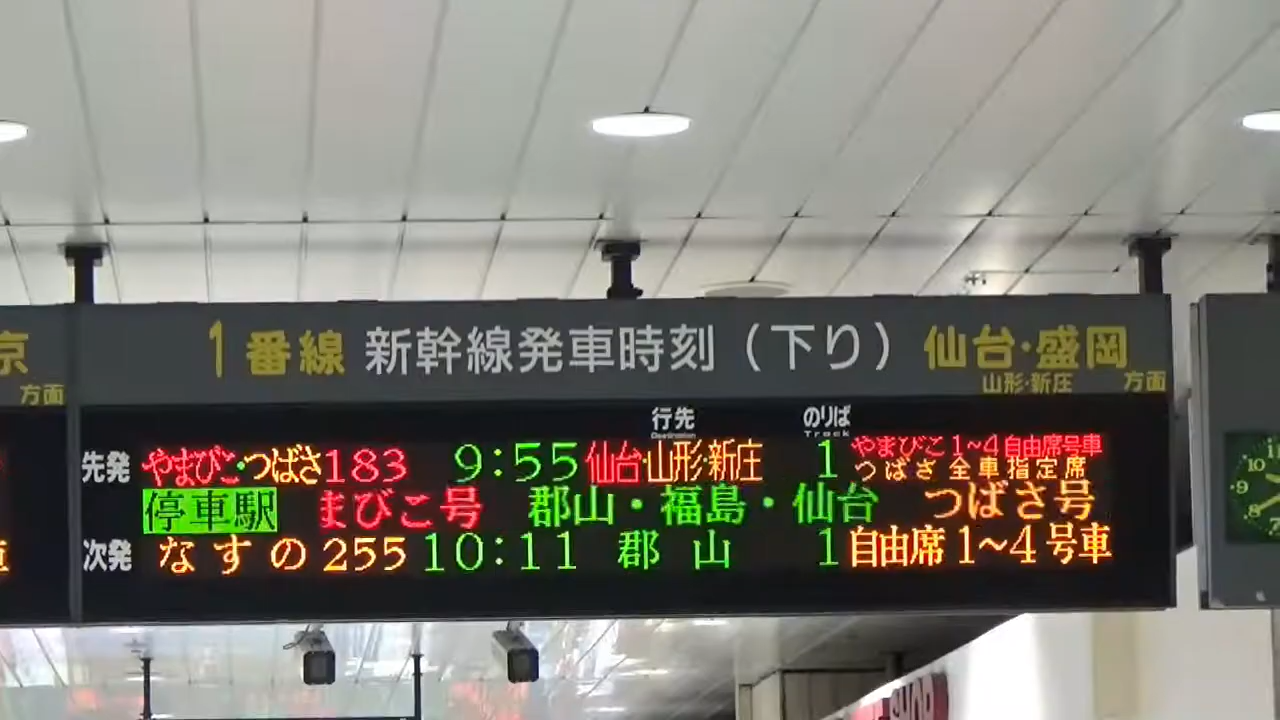 京
方面
1番線 新幹線発車時刻（下り） 仙台・盛岡
山形・新庄 方面
行先 のりば
Destination Track
先発 やまびこ・つばさ183 9:55 仙台・山形・新庄 1 やまびこ 1~4 自由席号車
つばさ 全車指定席
停車駅 まびこ号 郡山・福島・仙台 つばさ号
次発 なすの255 10:11 郡山 1 自由席 1~4 号車
11
10
9
8
SHOP